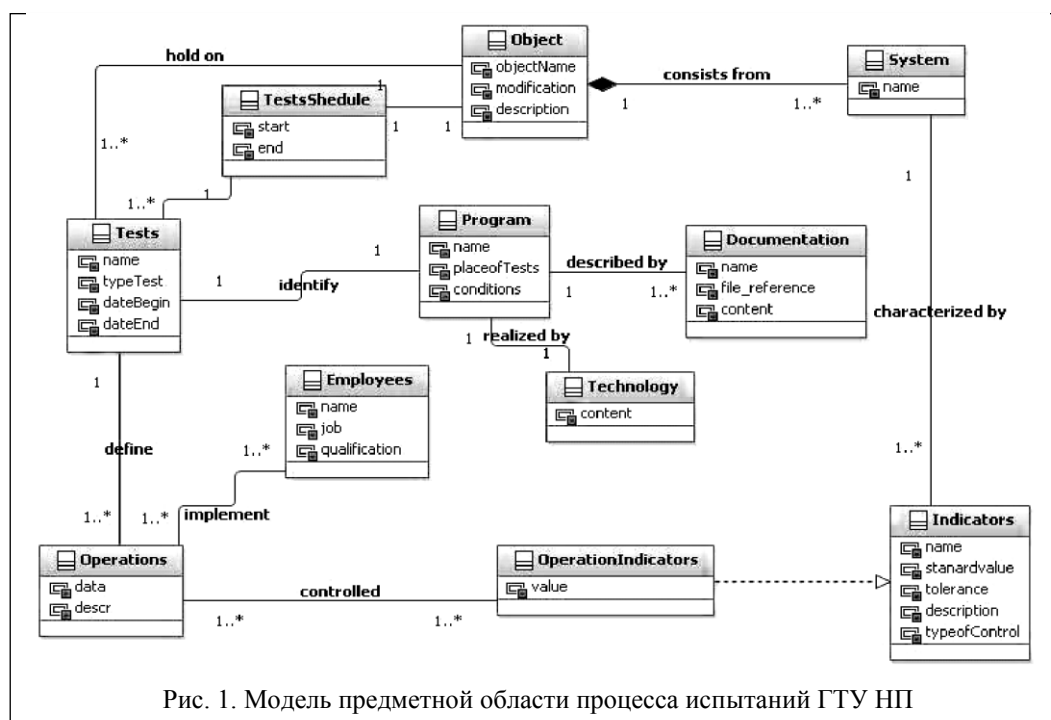 Object
objectName
modification
description
System
name
hold on
consists from
1
1..*
1
TestsShedule
start
end
1
1
1..*
1
1..*
1
Tests
name
typeTest
dateBegin
dateEnd
1
identify
1
Program
name
placeofTests
conditions
described by
1
1..*
Documentation
name
file_reference
content
characterized by
1
realized by
1
Technology
content
1
Employees
name
job
qualification
define
1..*
implement
1..*
1..*
1..*
Operations
data
descr
controlled
1..*
1..*
OperationIndicators
value
Indicators
name
stanardvalue
tolerance
description
typeofControl
Рис. 1. Модель предметной области процесса испытаний ГТУ НП